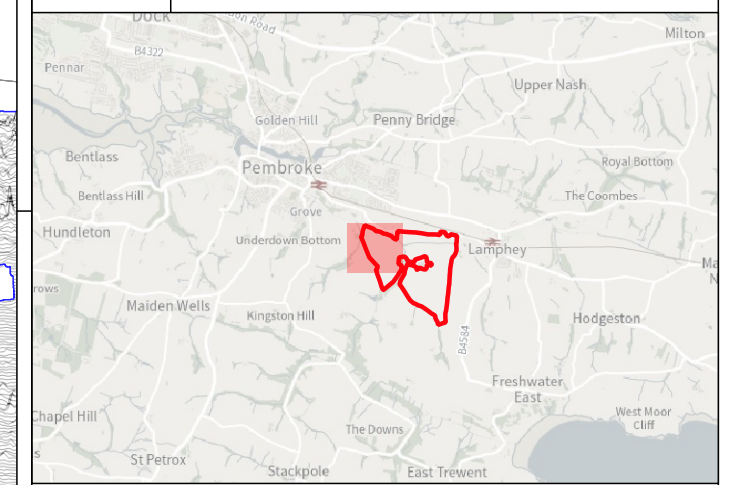 Dock
Road
B4322
Milton
Pennar
Upper Nash
Golden Hill
Penny Bridge
Bentlass
Pembroke
Royal Bottom
Bentlass Hill
The Coombes
Grove
Hundleton
Underdown Bottom
Lamphey
rows
Maiden Wells
Kingston Hill
Hodgeston
B4584
Freshwater
East
Chapel Hill
West Moor
Cliff
The Downs
St Petrox
Stackpole
East Trewent